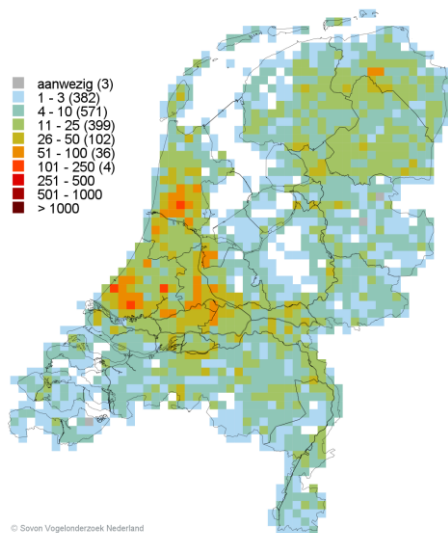 aanwezig (3)
1 - 3 (382)
4 - 10 (571)
11 - 25 (399)
26 - 50 (102)
51 - 100 (36)
101 - 250 (4)
251 - 500
501 - 1000
> 1000
© Sovon Vogelonderzoek Nederland